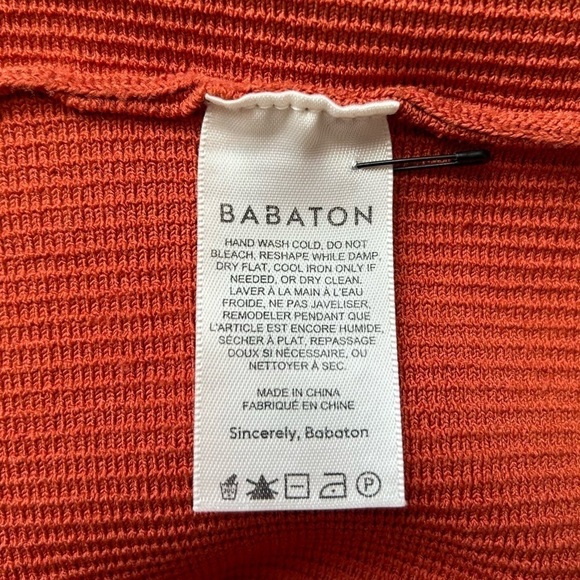 BABATON
HAND WASH COLD, DO NOT
BLEACH, RESHAPE WHILE DAMP,
DRY FLAT, COOL IRON ONLY IF
NEEDED, OR DRY CLEAN.
LAVER À LA MAIN À L'EAU
FROIDE, NE PAS JAVELISER,
REMODELER PENDANT QUE
L'ARTICLE EST ENCORE HUMIDE,
SÉCHER À PLAT, REPASSAGE
DOUX SI NÉCESSAIRE, OU
NETTOYER À SEC.
MADE IN CHINA
FABRIQUÉ EN CHINE
Sincerely, Babaton
P